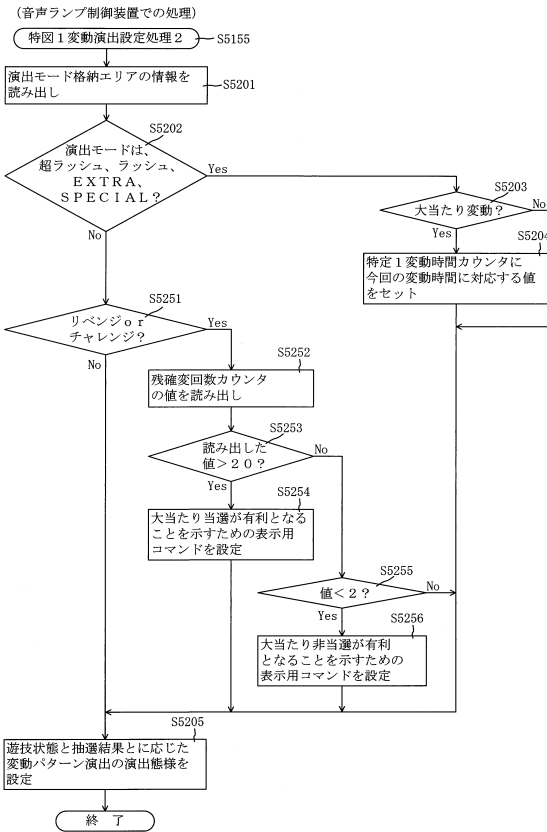 (音声ランプ制御装置での処理)
特図1変動演出設定処理2
S5155
演出モード格納エリアの情報を
読み出し
S5201
S5202
演出モードは、
超ラッシュ、ラッシュ、
EXTRA、
SPECIAL?
Yes
No
S5203
大当たり変動?
No
Yes
S5204
特定1変動時間カウンタに
今回の変動時間に対応する値
をセット
S5251
リベンジor
チャレンジ?
Yes
No
S5252
残確変回数カウンタ
の値を読み出し
S5253
読み出した
値>20?
No
Yes
S5254
大当たり当選が有利となる
ことを示すための表示用
コマンドを設定
S5255
値<2?
No
Yes
S5256
大当たり非当選が有利
となることを示すための
表示用コマンドを設定
S5205
遊技状態と抽選結果とに応じた
変動パターン演出の演出態様を
設定
終 了